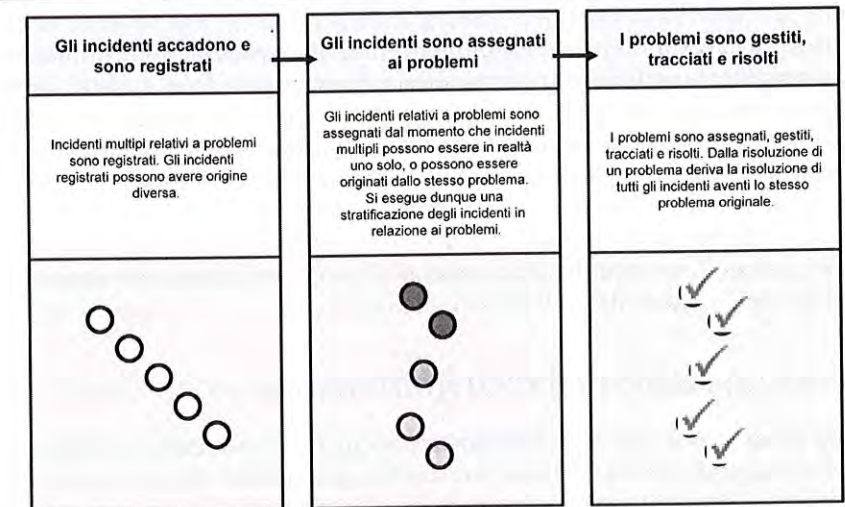 Gli incidenti accadono e
sono registrati
Gli incidenti sono assegnati
ai problemi
I problemi sono gestiti,
tracciati e risolti
Incidenti multipi relativi a problemi
sono registrati. Gli incidenti
registrati possono avere origine
diversa.
Gli incidenti relativi a problemi sono
assegnati dal momento che incidenti
multipli possono essere in realtà
uno solo, o possono essere
originati dallo stesso problema.
Si esegue dunque una
stratificazione degli incidenti in
relazione ai problemi.
I problemi sono assegnati, gestiti,
tracciati e risolti. Dalla risoluzione di
un problema deriva la risoluzione di
tutti gli incidenti aventi lo stesso
problema originale.